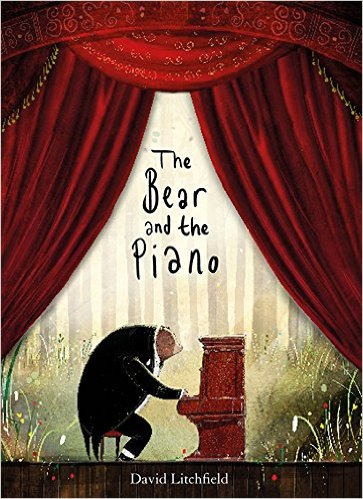 The
Bear
and the
Piano
David Litchfield